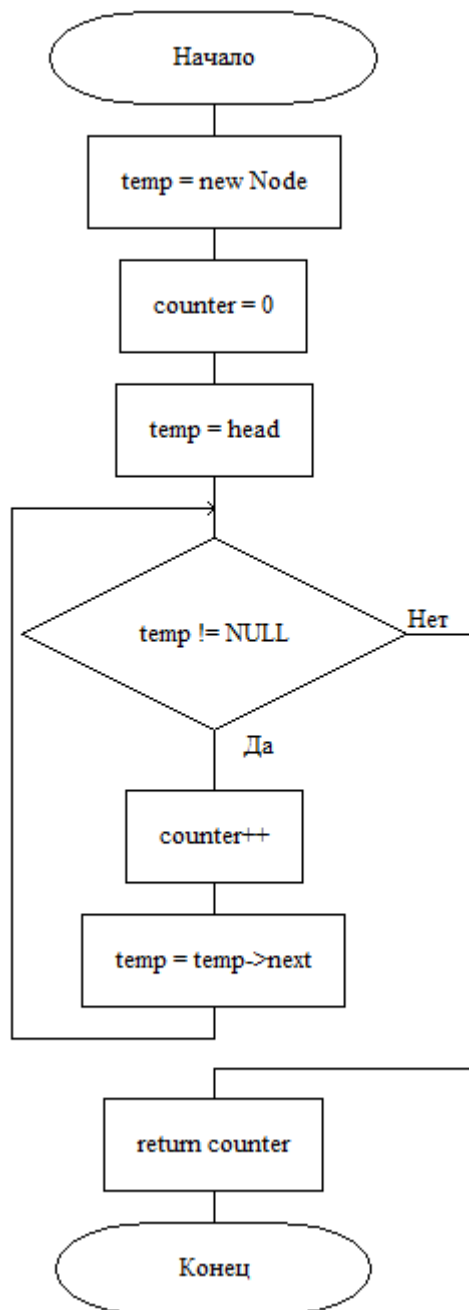 Начало
temp = new Node
counter = 0
temp = head
temp != NULL
Нет
Да
counter++
temp = temp->next
return counter
Конец